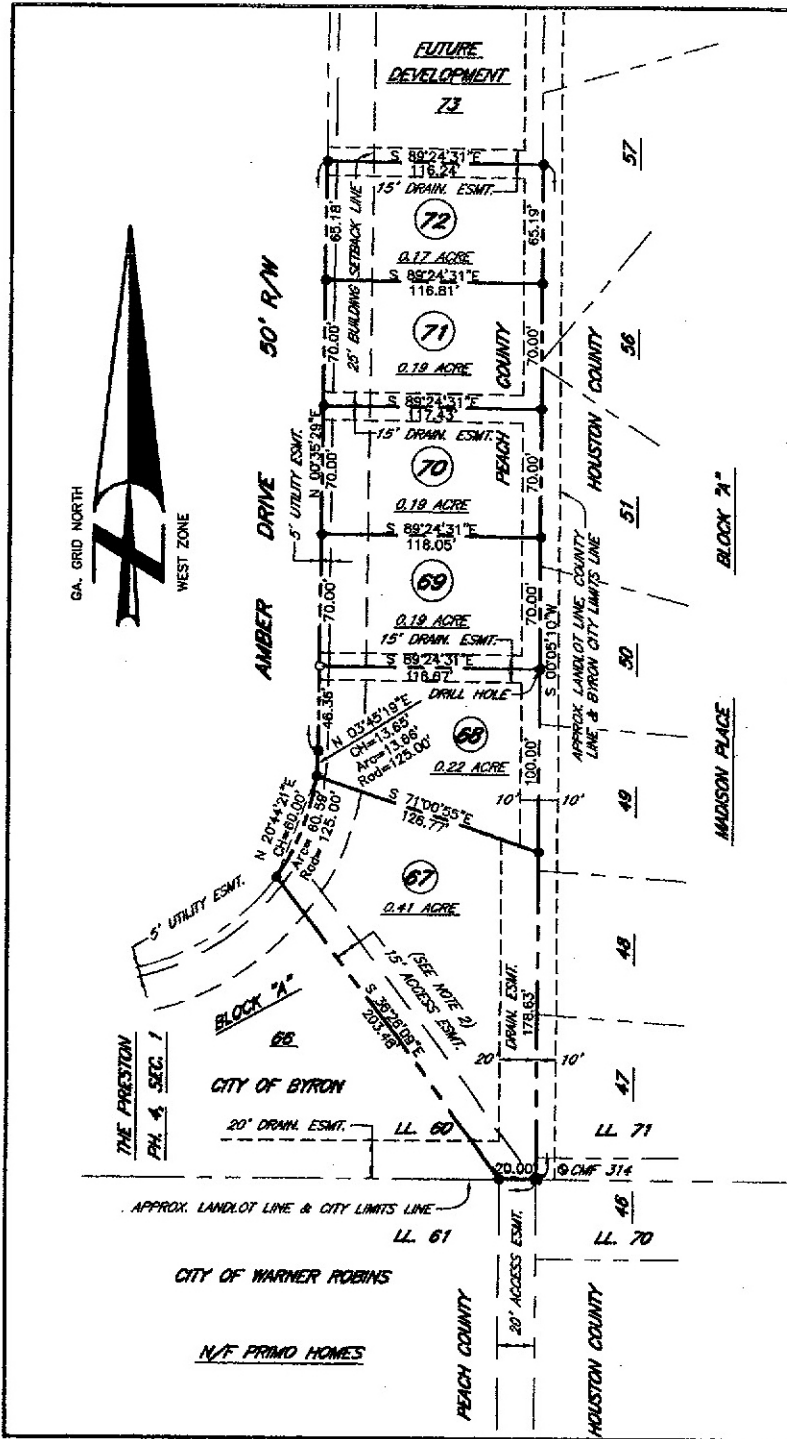 FUTURE
DEVELOPMENT
73
S 89°24'31"E
116.24'
15' DRAIN. ESMT.
57
65.18'
25' BUILDING SETBACK LINE
72
65.19'
0.17 ACRE
50' R/W
S 89°24'31"E
116.81'
70.00'
71
70.00'
PEACH COUNTY
HOUSTON COUNTY
56
0.19 ACRE
S 89°24'31"E
117.43'
GA. GRID NORTH
WEST ZONE
15' DRAIN. ESMT.
N 00°35'29"E
70.00'
5' UTILITY ESMT.
70
70.00'
0.19 ACRE
51
BLOCK "A"
AMBER DRIVE
S 89°24'31"E
118.05'
70.00'
69
70.00'
0.19 ACRE
15' DRAIN. ESMT.
S 00°05'10"W
APPROX. LANDLOT LINE, COUNTY
LINE & BYRON CITY LIMITS LINE
50
S 89°24'31"E
118.67'
DRILL HOLE
46.36'
N 03°45'19"E
CH=13.65'
Arc=13.66'
Rad=125.00'
68
0.22 ACRE
100.00'
10'
10'
49
MADISON PLACE
S 71°00'55"E
126.77'
N 20°44'21"E
CH=60.00'
Arc= 60.59'
Rad= 125.00'
67
0.41 ACRE
5' UTILITY ESMT.
48
(SEE NOTE 2)
15' ACCESS ESMT.
S 36°26'09"E
203.48'
DRAIN. ESMT.
178.63'
BLOCK "A"
66
20'
10'
THE PRESTON
PH. 4, SEC. 1
CITY OF BYRON
47
20' DRAIN. ESMT.
LL. 60
LL. 71
20.00'
CMF 314
APPROX. LANDLOT LINE & CITY LIMITS LINE
46
LL. 61
LL. 70
CITY OF WARNER ROBINS
20' ACCESS ESMT.
N/F PRIMO HOMES
PEACH COUNTY
HOUSTON COUNTY